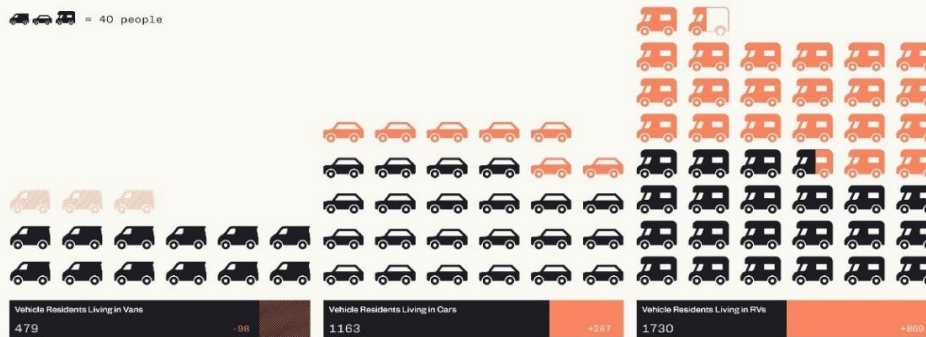 = 40 people
Vehicle Residents Living in Vans
479 -98
Vehicle Residents Living in Cars
1163 +287
Vehicle Residents Living in RVs
1730 +869